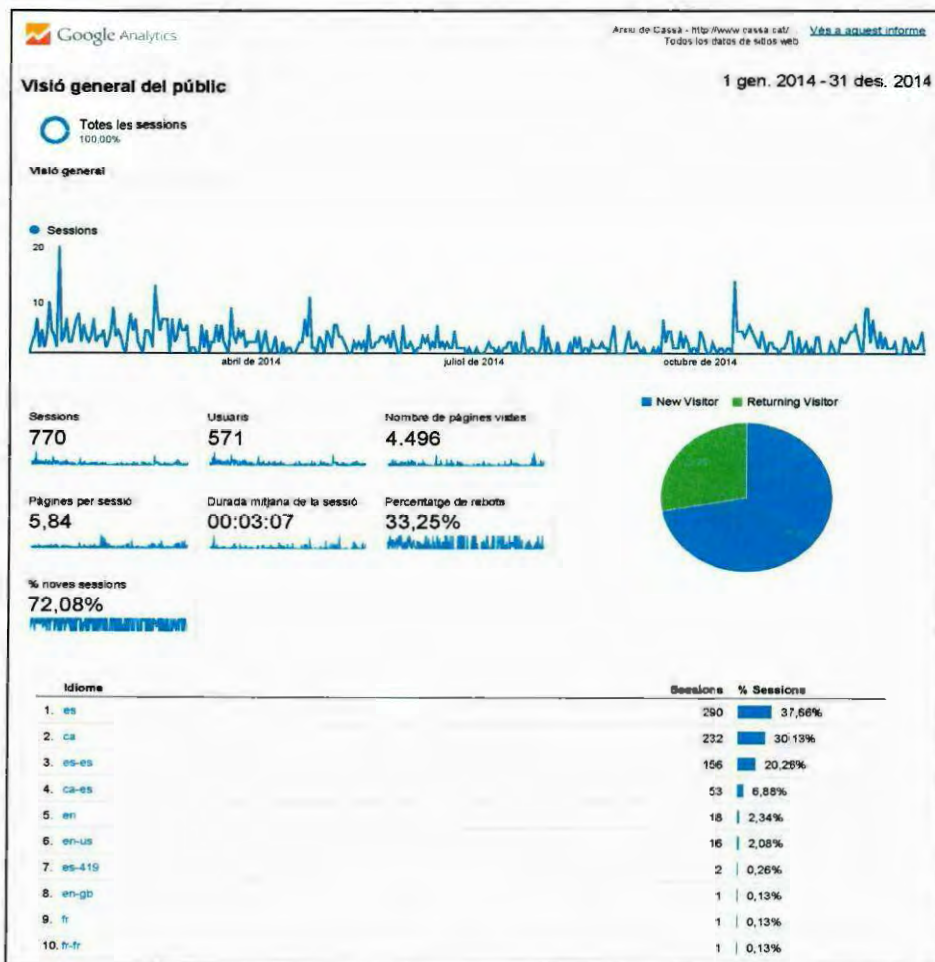 Google Analytics
Arxiu de Cassà - http://www.cassa.cat/
Todos los datos de sitios web
Vés a aquest informe
Visió general del públic
1 gen. 2014 - 31 des. 2014
Totes les sessions
100,00%
Visió general
Sessions
20
10
abril de 2014 juliol de 2014 octubre de 2014
Sessions
770
Usuaris
571
Nombre de pàgines vistes
4.496
New Visitor Returning Visitor
Pàgines per sessió
5,84
Durada mitjana de la sessió
00:03:07
Percentatge de rebots
33,25%
% noves sessions
72,08%
Idioma Sessions % Sessions
1. es 290 37,66%
2. ca 232 30,13%
3. es-es 156 20,26%
4. ca-es 53 6,88%
5. en 18 2,34%
6. en-us 16 2,08%
7. es-419 2 0,26%
8. en-gb 1 0,13%
9. fr 1 0,13%
10. fr-fr 1 0,13%